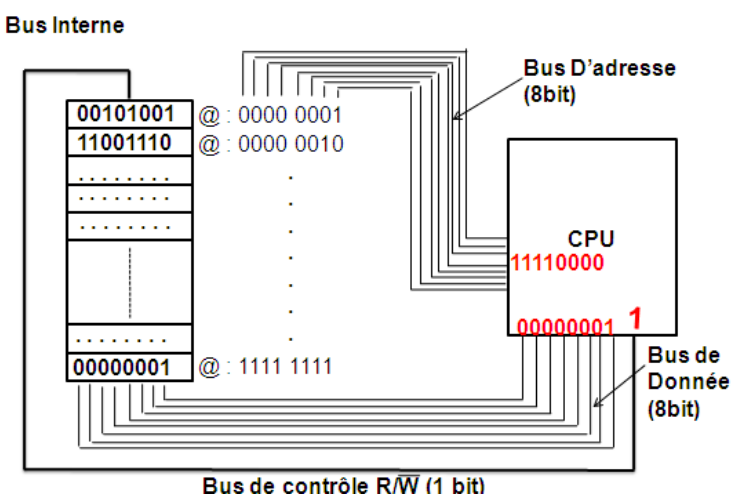 Bus Interne
Bus D'adresse
(8bit)
00101001 @ : 0000 0001
11001110 @ : 0000 0010
. . . . . . . .
. . . . . . . .
. . . . . . . .
CPU
11110000
00000001 1
. . . . . . . .
00000001 @ : 1111 1111
Bus de
Donnée
(8bit)
Bus de contrôle R/W̅ (1 bit)